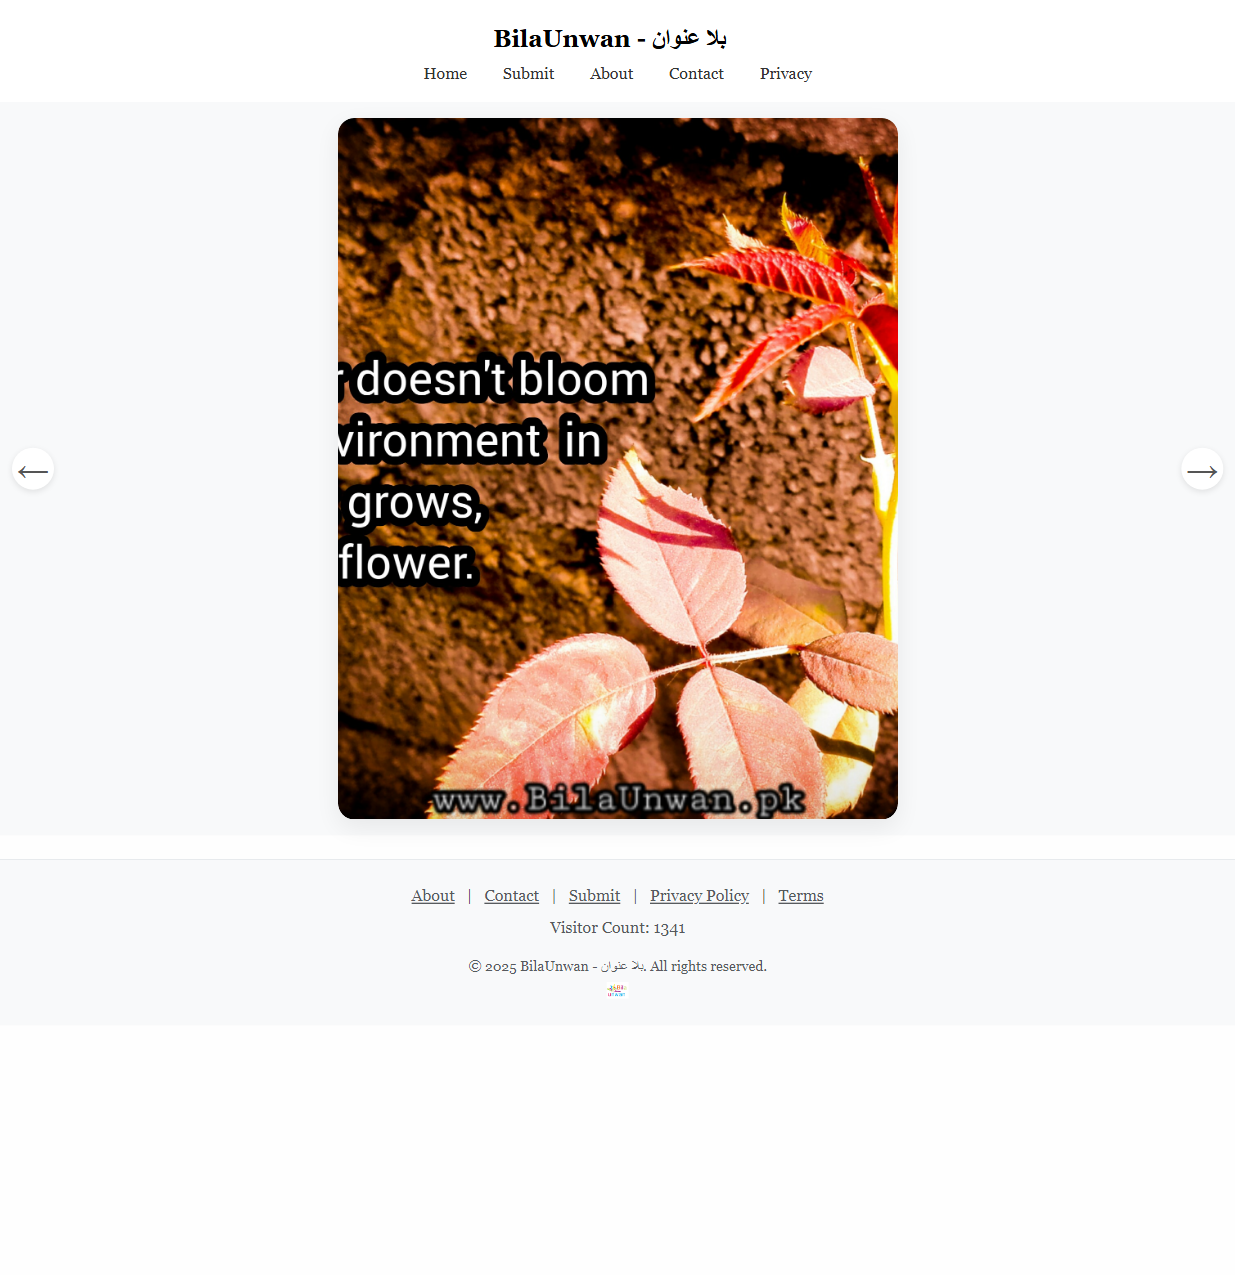 BilaUnwan - بلا عنوان
Home Submit About Contact Privacy
doesn't bloom
vironment in
grows,
flower.
www.BilaUnwan.pk
← →
About | Contact | Submit | Privacy Policy | Terms
Visitor Count: 1341
© 2025 BilaUnwan - بلا عنوان. All rights reserved.